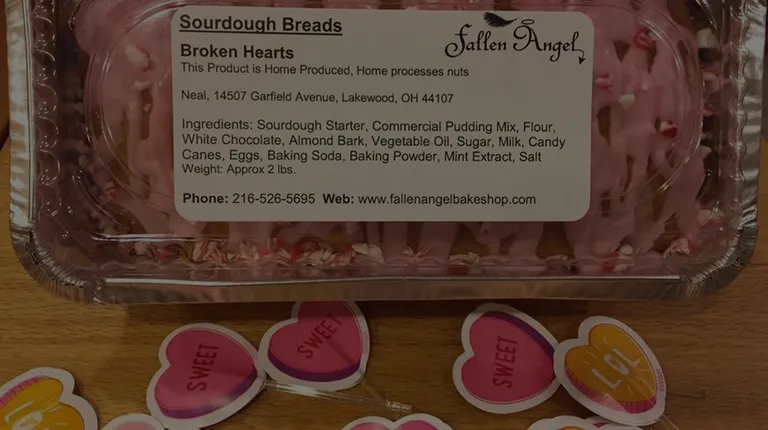 Sourdough Breads
Fallen Angel
Broken Hearts
This Product is Home Produced, Home processes nuts
Neal, 14507 Garfield Avenue, Lakewood, OH 44107
Ingredients: Sourdough Starter, Commercial Pudding Mix, Flour,
White Chocolate, Almond Bark, Vegetable Oil, Sugar, Milk, Candy
Canes, Eggs, Baking Soda, Baking Powder, Mint Extract, Salt
Weight: Approx 2 lbs.
Phone: 216-526-5695 Web: www.fallenangelbakeshop.com
SWEET
SWEET
SWEET
LOL